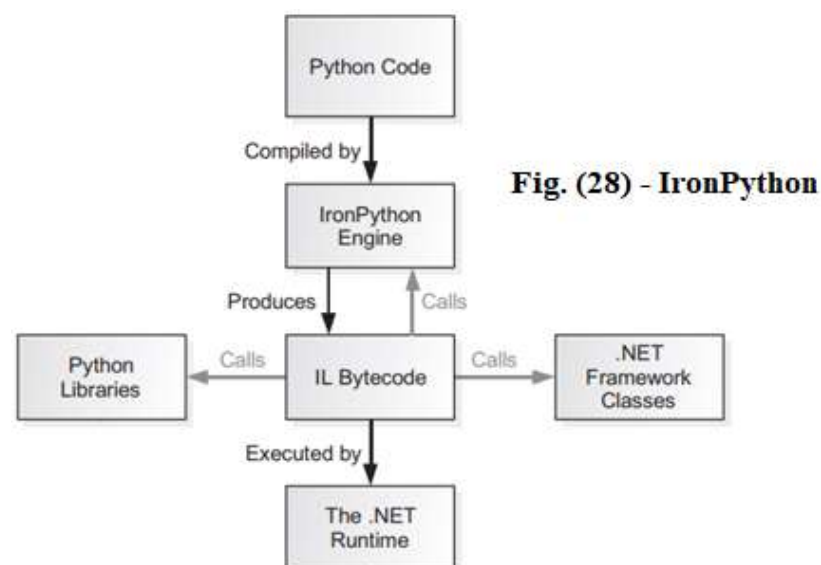 Python Code
Compiled by
Fig. (28) - IronPython
IronPython
Engine
Produces
Calls
Python
Libraries
Calls
IL Bytecode
Calls
.NET
Framework
Classes
Executed by
The .NET
Runtime